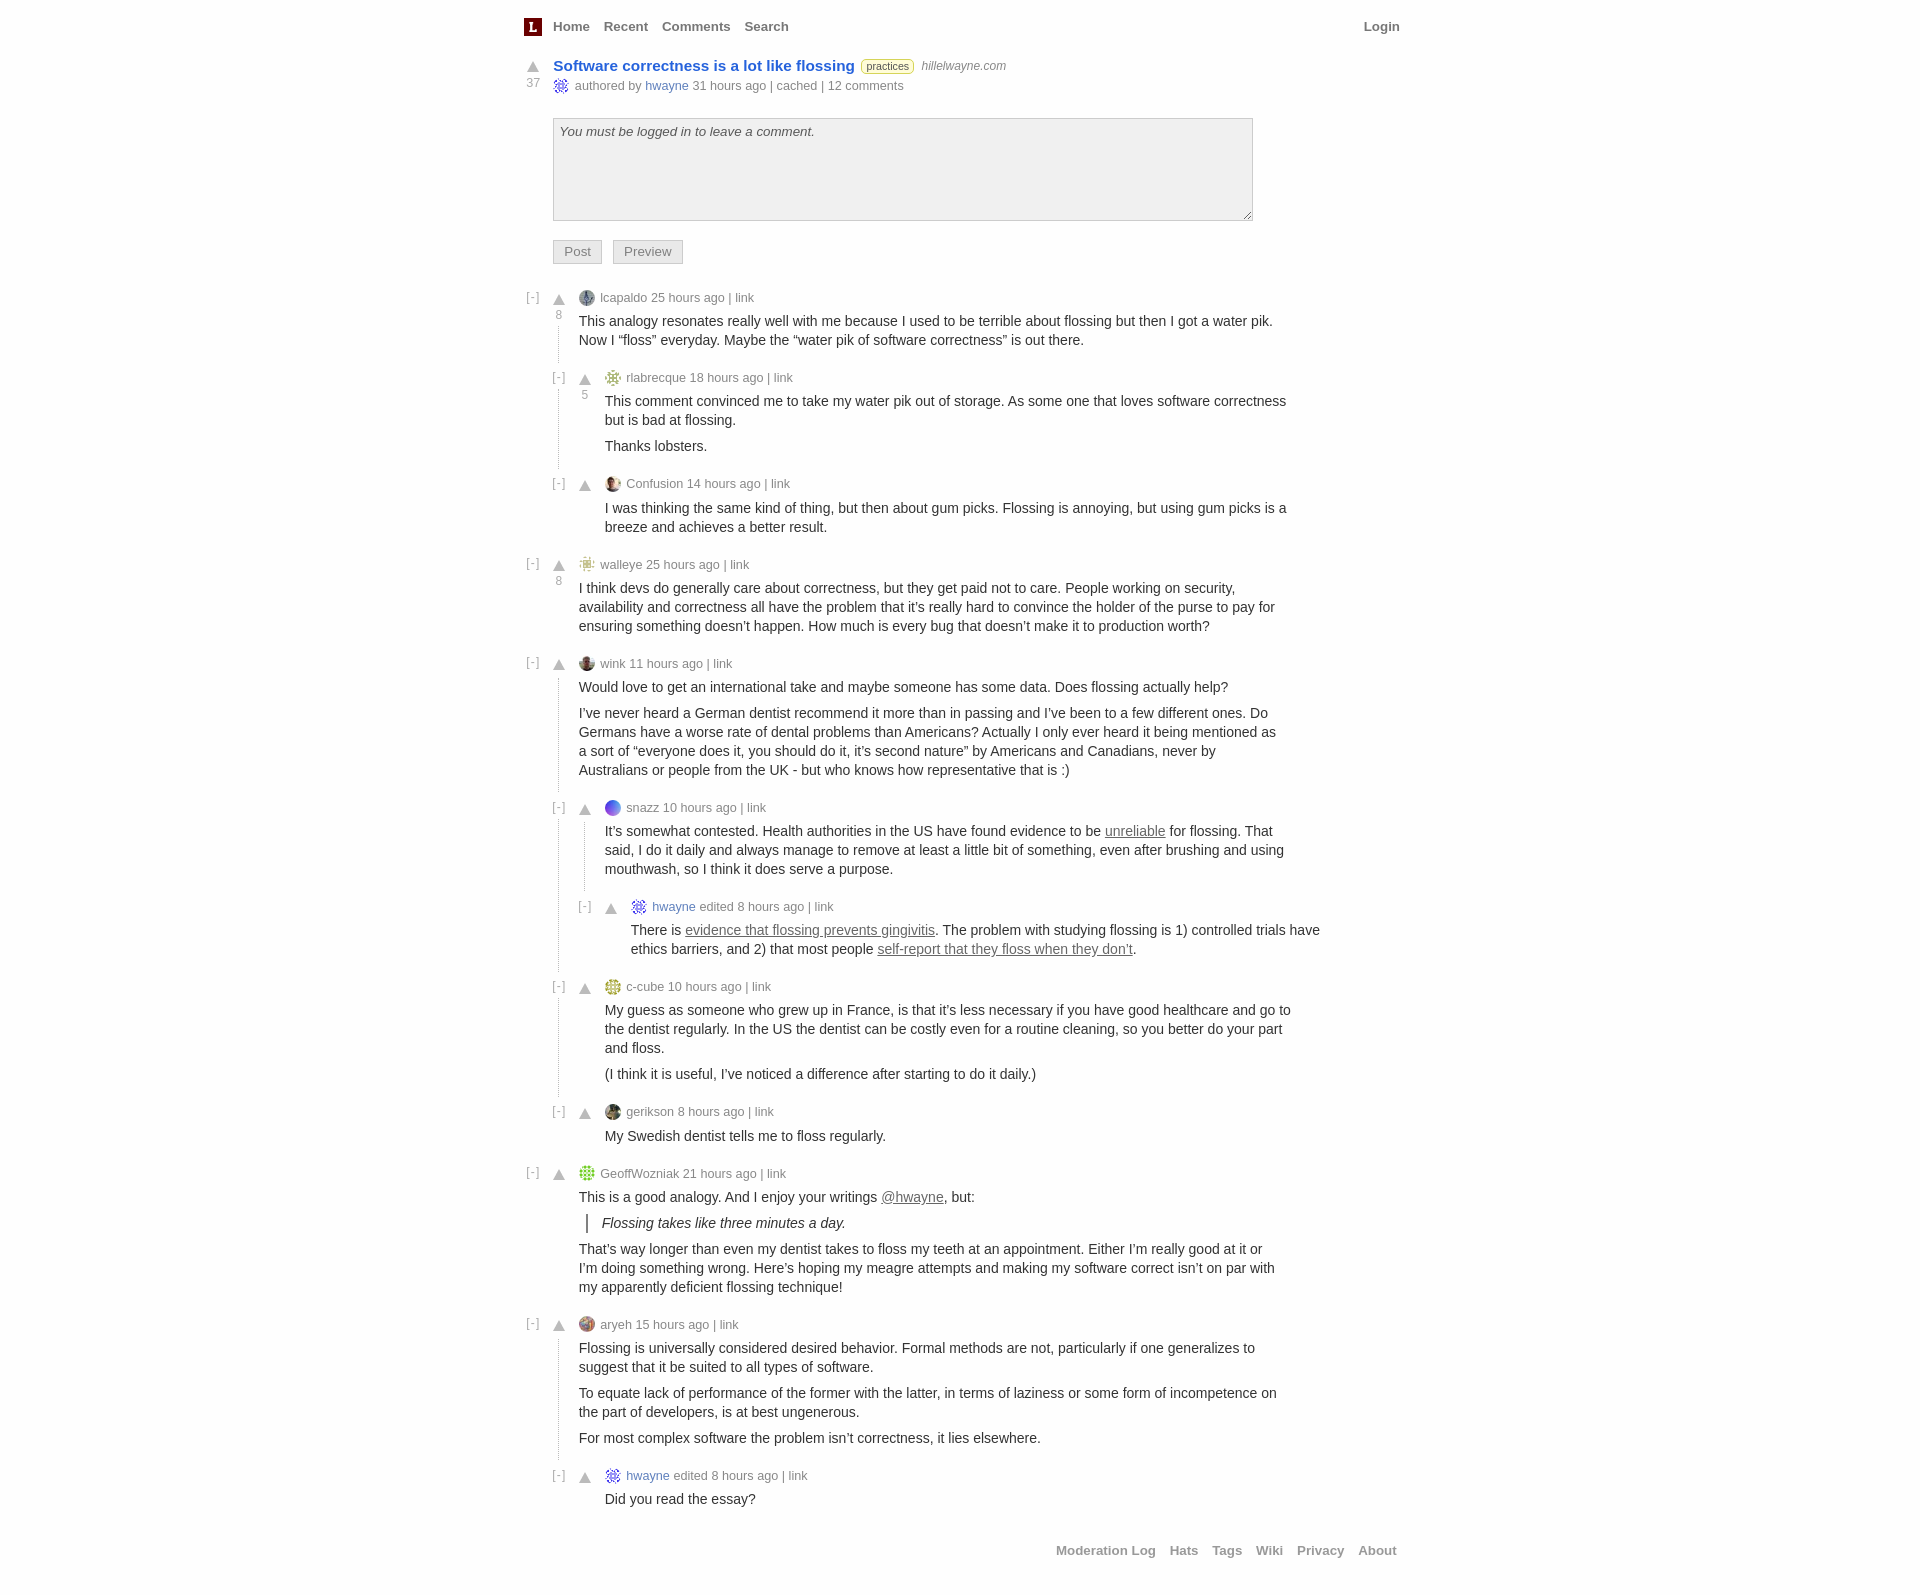 L Home Recent Comments Search Login
Software correctness is a lot like flossing practices hillelwayne.com
37 authored by hwayne 31 hours ago | cached | 12 comments
You must be logged in to leave a comment.
Post Preview
[-] lcapaldo 25 hours ago | link
8
This analogy resonates really well with me because I used to be terrible about flossing but then I got a water pik.
Now I “floss” everyday. Maybe the “water pik of software correctness” is out there.
[-] rlabrecque 18 hours ago | link
5
This comment convinced me to take my water pik out of storage. As some one that loves software correctness
but is bad at flossing.
Thanks lobsters.
[-] Confusion 14 hours ago | link
I was thinking the same kind of thing, but then about gum picks. Flossing is annoying, but using gum picks is a
breeze and achieves a better result.
[-] walleye 25 hours ago | link
8
I think devs do generally care about correctness, but they get paid not to care. People working on security,
availability and correctness all have the problem that it’s really hard to convince the holder of the purse to pay for
ensuring something doesn’t happen. How much is every bug that doesn’t make it to production worth?
[-] wink 11 hours ago | link
Would love to get an international take and maybe someone has some data. Does flossing actually help?
I’ve never heard a German dentist recommend it more than in passing and I’ve been to a few different ones. Do
Germans have a worse rate of dental problems than Americans? Actually I only ever heard it being mentioned as
a sort of “everyone does it, you should do it, it’s second nature” by Americans and Canadians, never by
Australians or people from the UK - but who knows how representative that is :)
[-] snazz 10 hours ago | link
It’s somewhat contested. Health authorities in the US have found evidence to be unreliable for flossing. That
said, I do it daily and always manage to remove at least a little bit of something, even after brushing and using
mouthwash, so I think it does serve a purpose.
[-] hwayne edited 8 hours ago | link
There is evidence that flossing prevents gingivitis. The problem with studying flossing is 1) controlled trials have
ethics barriers, and 2) that most people self-report that they floss when they don’t.
[-] c-cube 10 hours ago | link
My guess as someone who grew up in France, is that it’s less necessary if you have good healthcare and go to
the dentist regularly. In the US the dentist can be costly even for a routine cleaning, so you better do your part
and floss.
(I think it is useful, I’ve noticed a difference after starting to do it daily.)
[-] gerikson 8 hours ago | link
My Swedish dentist tells me to floss regularly.
[-] GeoffWozniak 21 hours ago | link
This is a good analogy. And I enjoy your writings @hwayne, but:
Flossing takes like three minutes a day.
That’s way longer than even my dentist takes to floss my teeth at an appointment. Either I’m really good at it or
I’m doing something wrong. Here’s hoping my meagre attempts and making my software correct isn’t on par with
my apparently deficient flossing technique!
[-] aryeh 15 hours ago | link
Flossing is universally considered desired behavior. Formal methods are not, particularly if one generalizes to
suggest that it be suited to all types of software.
To equate lack of performance of the former with the latter, in terms of laziness or some form of incompetence on
the part of developers, is at best ungenerous.
For most complex software the problem isn’t correctness, it lies elsewhere.
[-] hwayne edited 8 hours ago | link
Did you read the essay?
Moderation Log Hats Tags Wiki Privacy About